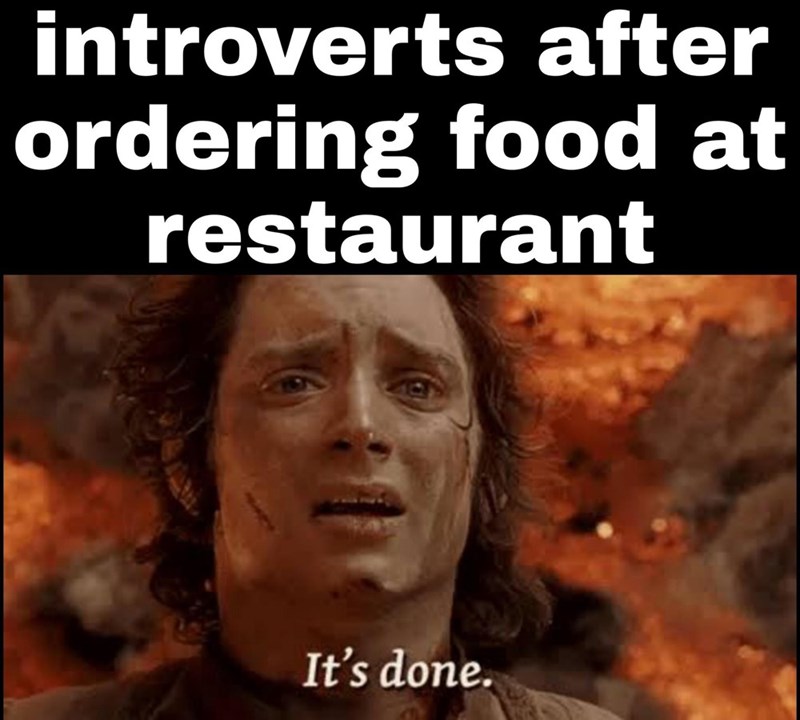 introverts after
ordering food at
restaurant
It's done.